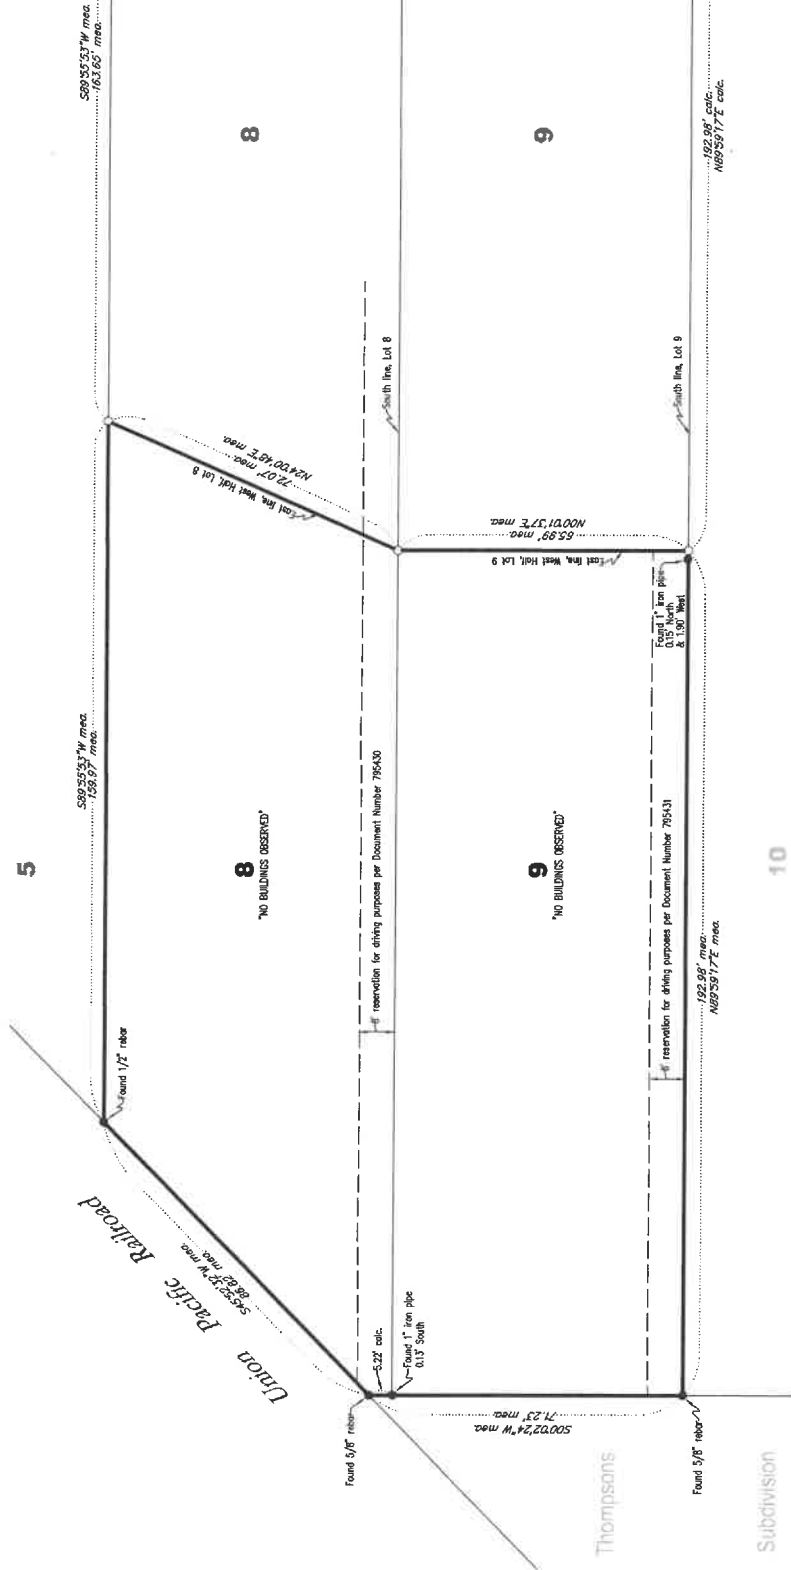 5
S89°55'53"W mea.
163.65' mea.
S89°55'53"W mea.
159.97' mea.
8
Found 1/2" rebar
8
"NO BUILDINGS OBSERVED"
N24°00'48"E mea.
72.07' mea.
East line, West Half, Lot 8
Union Pacific Railroad
S45°52'32"W mea.
86.82' mea.
8' reservation for driving purposes per Document Number 795430
South line, Lot 8
Found 5/8" rebar
5.22' calc.
Found 1" iron pipe
0.13' South
9
N00°01'37"E mea.
65.99' mea.
East line, West Half, Lot 9
9
"NO BUILDINGS OBSERVED"
S00°02'24"W mea.
71.23' mea.
Found 1" iron pipe
0.15' North
& 1.90' West
8' reservation for driving purposes per Document Number 795431
South line, Lot 9
Found 5/8" rebar
192.98' mea.
N89°59'17"E mea.
192.98' calc.
N89°59'17"E calc.
Thompsons
Subdivision
10